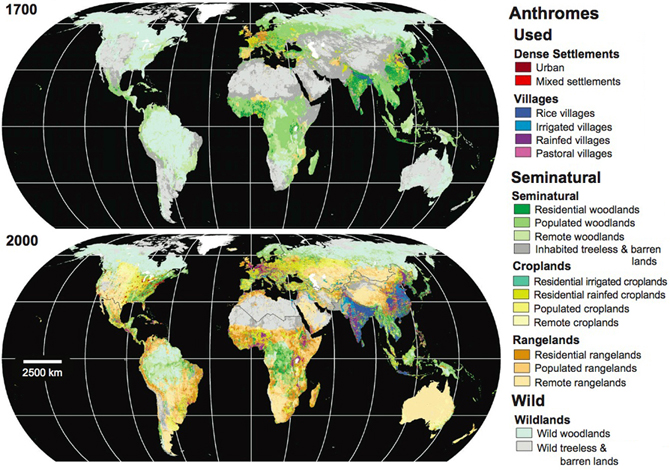 1700
2000
2500 km
Anthromes
Used
Dense Settlements
Urban
Mixed settlements
Villages
Rice villages
Irrigated villages
Rainfed villages
Pastoral villages
Seminatural
Seminatural
Residential woodlands
Populated woodlands
Remote woodlands
Inhabited treeless & barren
lands
Croplands
Residential irrigated croplands
Residential rainfed croplands
Populated croplands
Remote croplands
Rangelands
Residential rangelands
Populated rangelands
Remote rangelands
Wild
Wildlands
Wild woodlands
Wild treeless &
barren lands